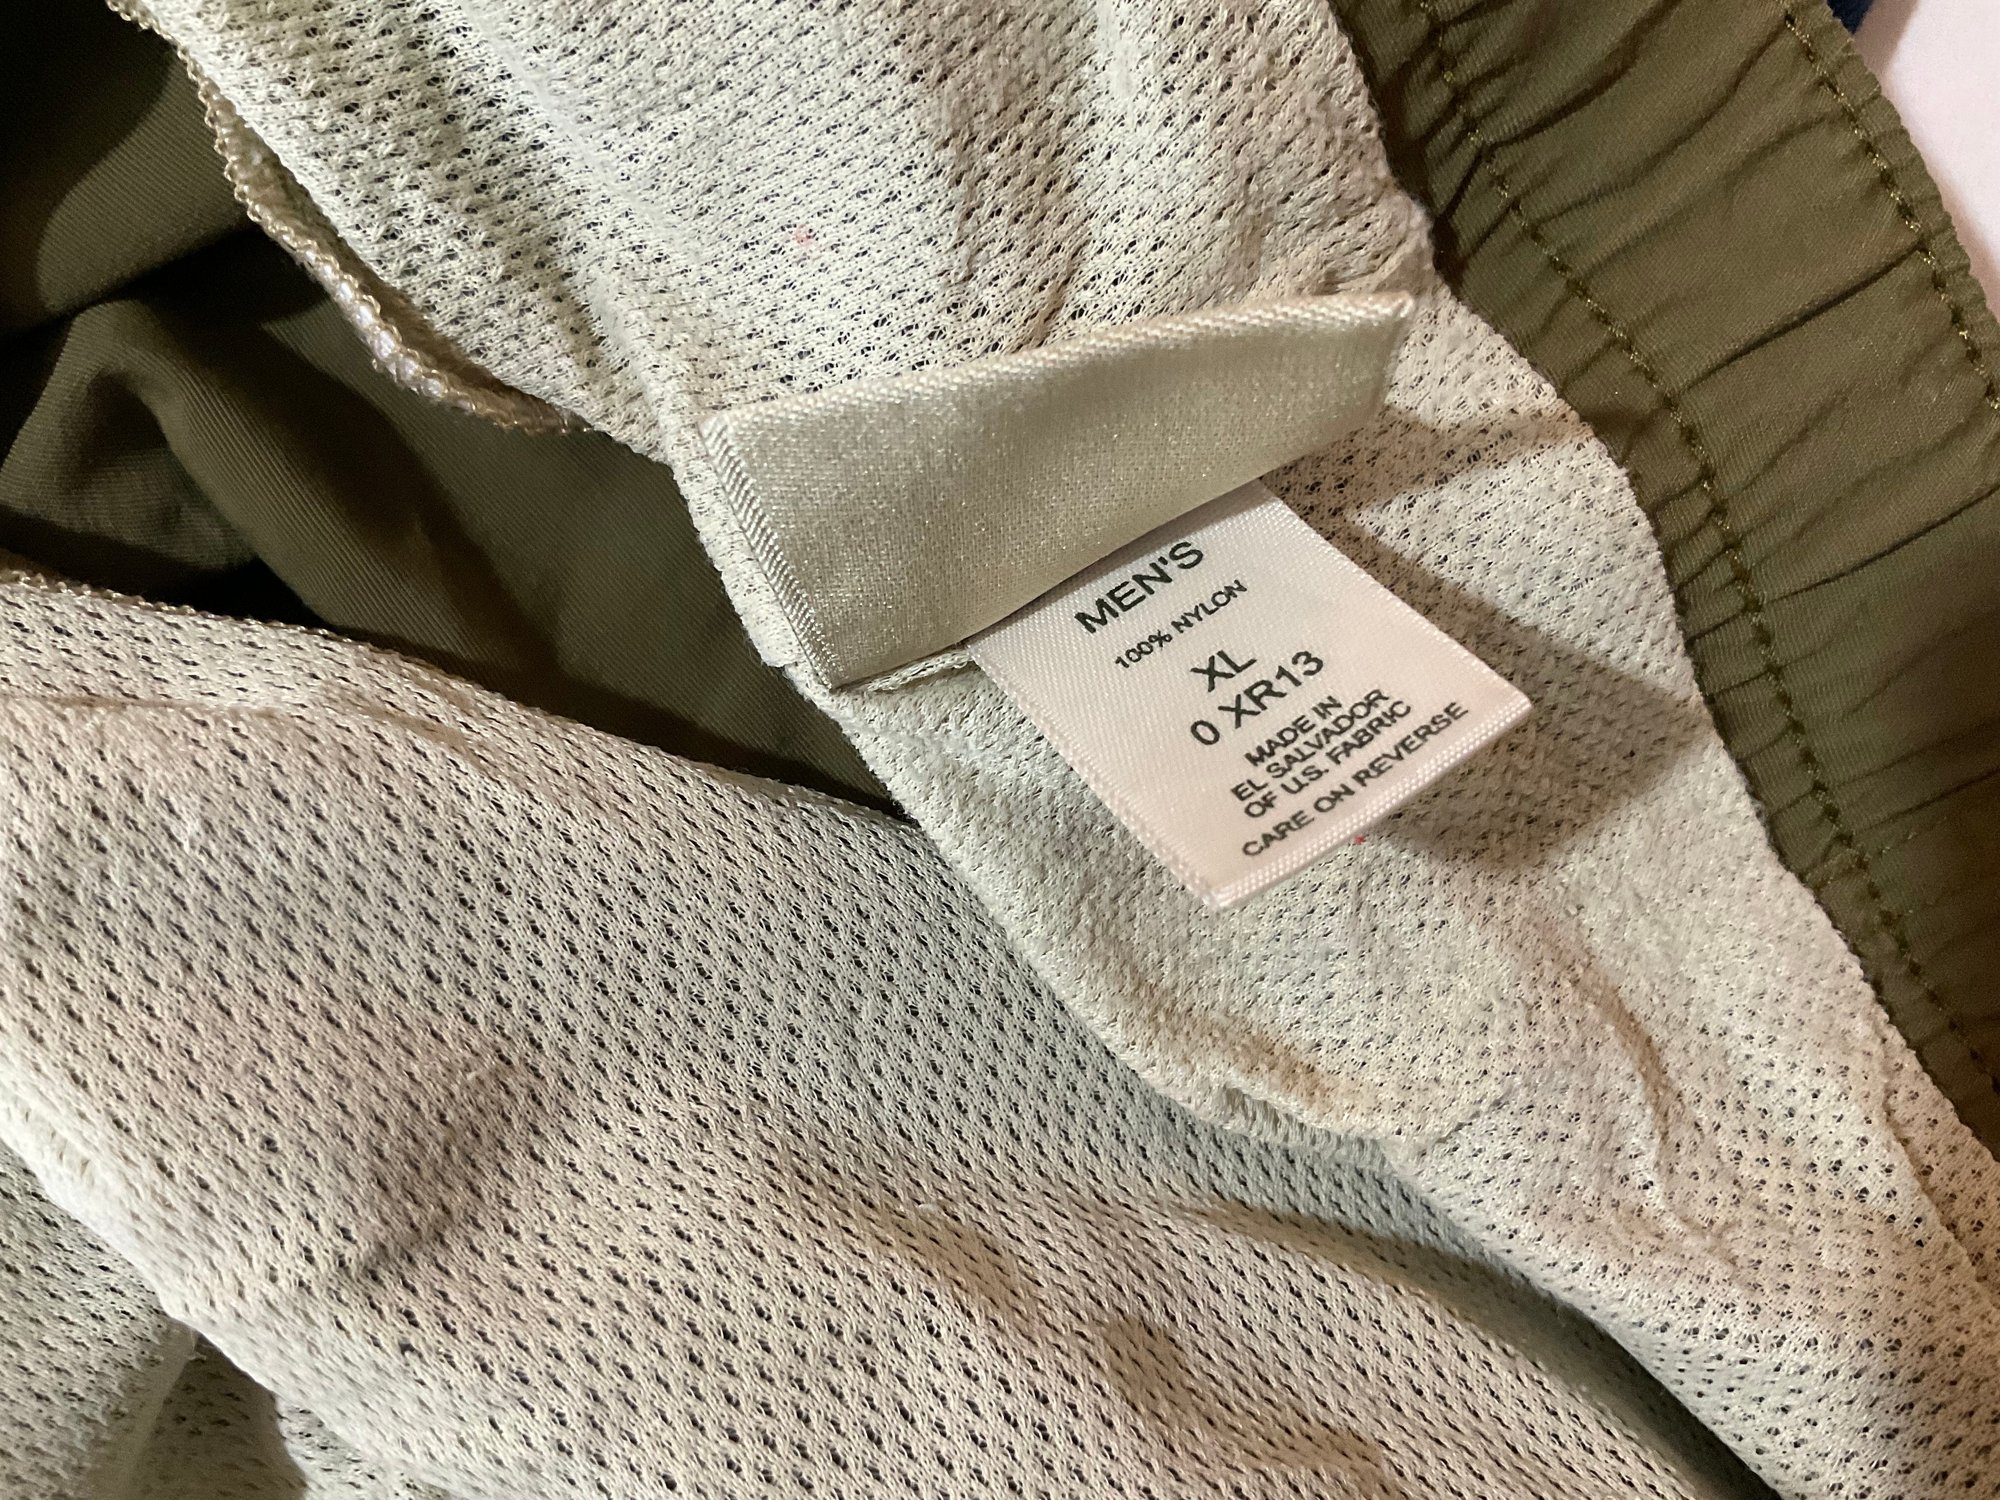 MEN'S
100% NYLON
XL
0 XR13
MADE IN
EL SALVADOR
OF U.S. FABRIC
CARE ON REVERSE